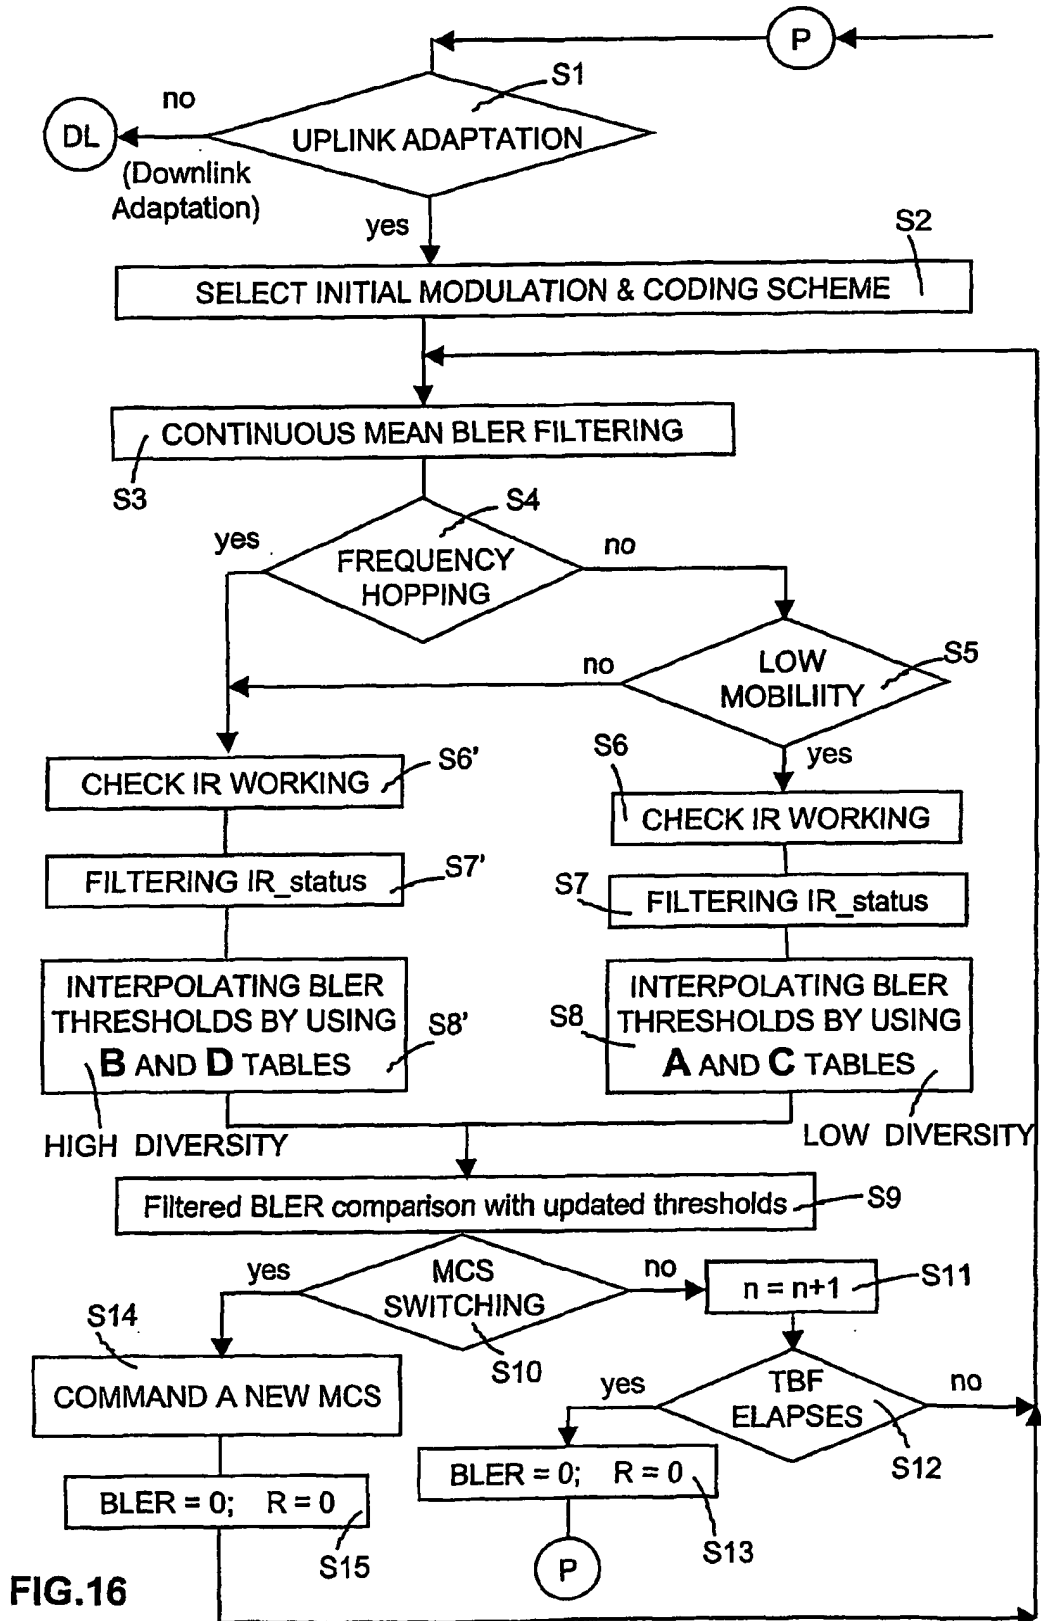 P
S1
no
DL
UPLINK ADAPTATION
(Downlink
Adaptation)
yes
S2
SELECT INITIAL MODULATION & CODING SCHEME
CONTINUOUS MEAN BLER FILTERING
S3
S4
yes
no
FREQUENCY
HOPPING
S5
no
LOW
MOBILIITY
S6'
S6
yes
CHECK IR WORKING
CHECK IR WORKING
S7'
FILTERING IR_status
S7
FILTERING IR_status
INTERPOLATING BLER
THRESHOLDS BY USING
B AND D TABLES
S8'
S8
INTERPOLATING BLER
THRESHOLDS BY USING
A AND C TABLES
HIGH DIVERSITY
LOW DIVERSITY
Filtered BLER comparison with updated thresholds
S9
yes
MCS
SWITCHING
no
n = n+1
S11
S14
S10
COMMAND A NEW MCS
yes
TBF
ELAPSES
no
S12
BLER = 0; R = 0
BLER = 0; R = 0
S15
S13
P
FIG.16